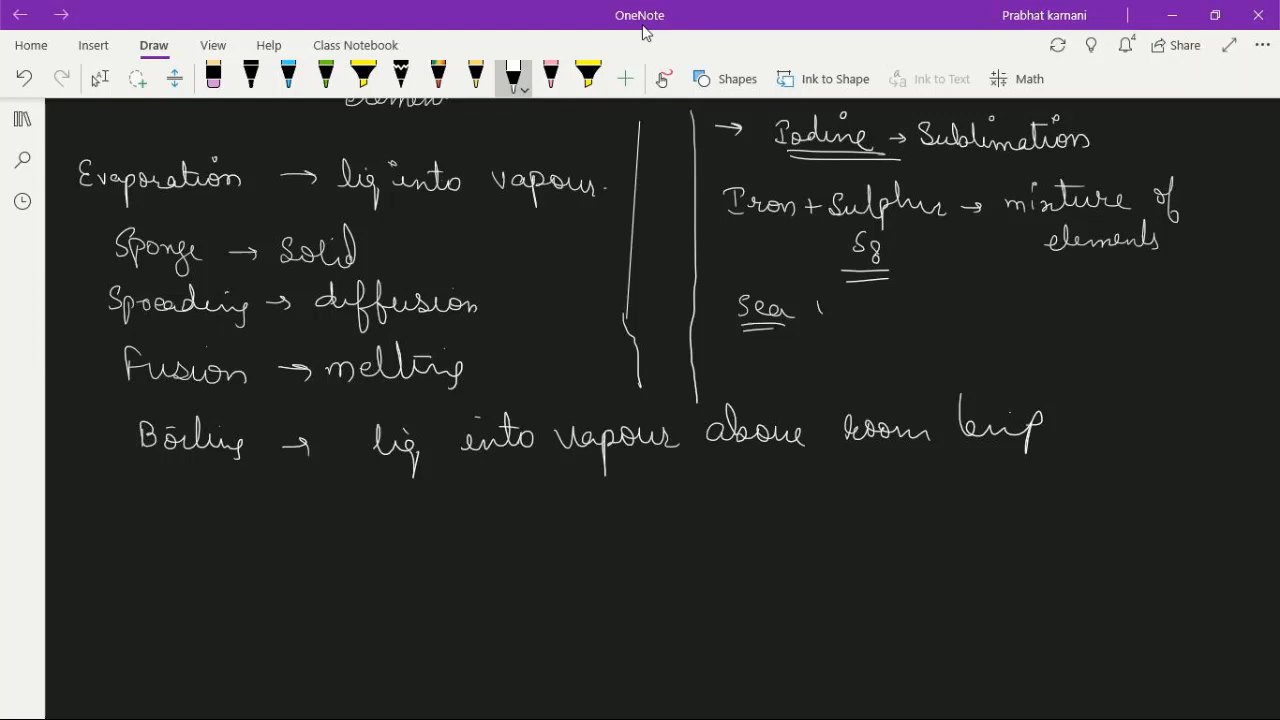 OneNote
Prabhat karnani
Home Insert Draw View Help Class Notebook
Share
Shapes Ink to Shape Ink to Text Math
Evaporation → liq into vapour.
Sponge → Solid
Spreading → diffusion
Fusion → melting
Boiling → liq into vapour above room temp
→ Iodine → Sublimation
Iron + Sulphur → mixture of
elements
S8
Sea